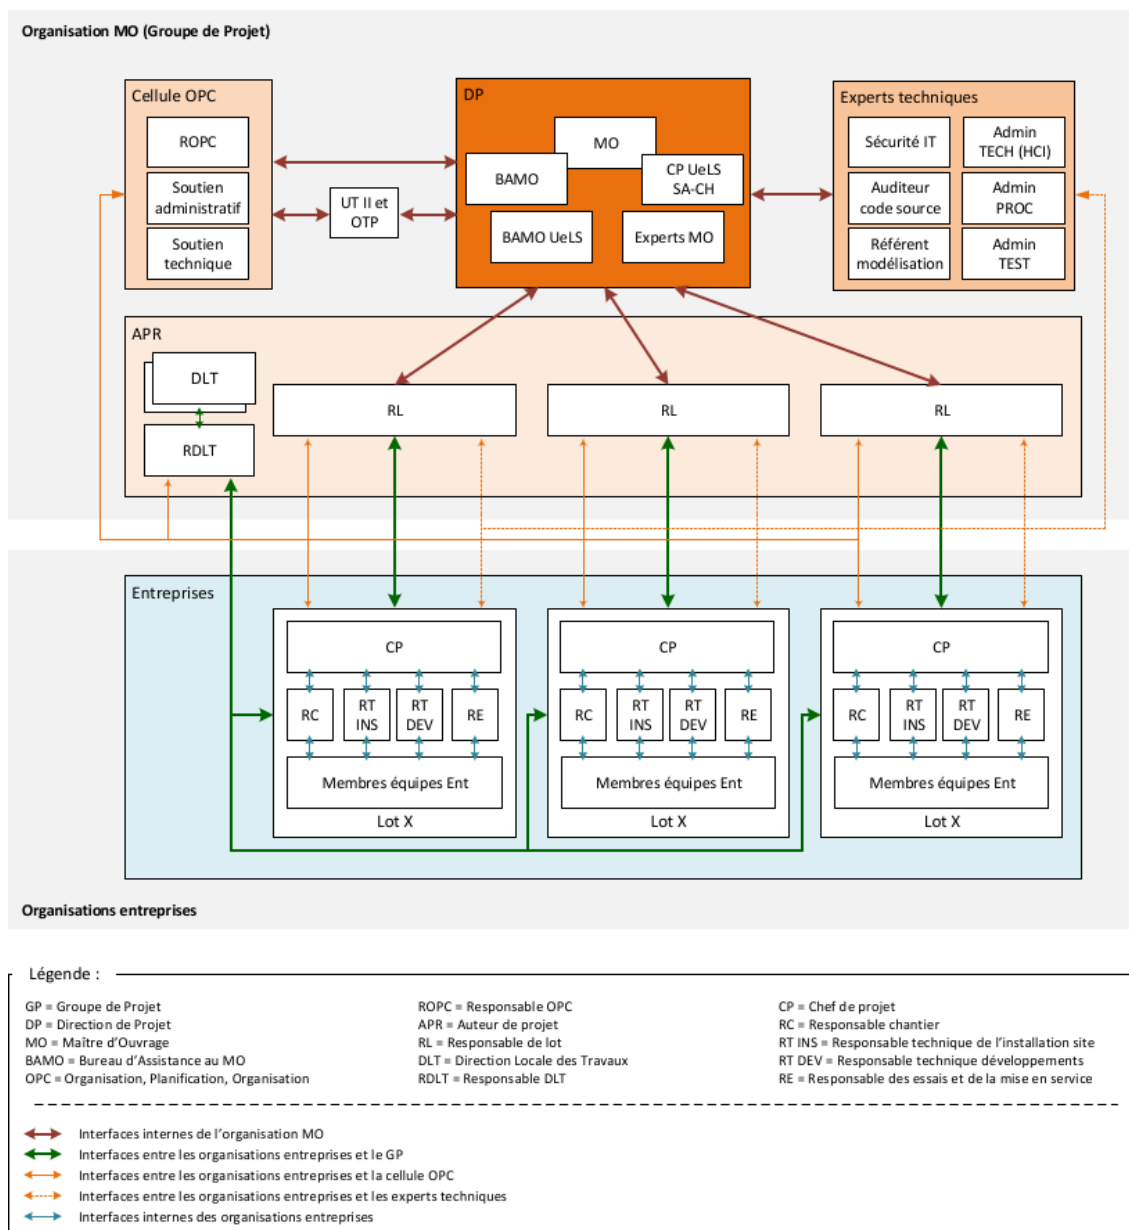 Organisation MO (Groupe de Projet)
Cellule OPC
ROPC
Soutien
administratif
Soutien
technique
UT II et
OTP
DP
MO
BAMO
CP UeLS
SA-CH
BAMO UeLS
Experts MO
Experts techniques
Sécurité IT
Admin
TECH (HCI)
Auditeur
code source
Admin
PROC
Référent
modélisation
Admin
TEST
APR
DLT
RDLT
RL
RL
RL
Entreprises
CP
RC
RT
INS
RT
DEV
RE
Membres équipes Ent
Lot X
CP
RC
RT
INS
RT
DEV
RE
Membres équipes Ent
Lot X
CP
RC
RT
INS
RT
DEV
RE
Membres équipes Ent
Lot X
Organisations entreprises
Légende :
GP = Groupe de Projet
DP = Direction de Projet
MO = Maître d'Ouvrage
BAMO = Bureau d'Assistance au MO
OPC = Organisation, Planification, Organisation
ROPC = Responsable OPC
APR = Auteur de projet
RL = Responsable de lot
DLT = Direction Locale des Travaux
RDLT = Responsable DLT
CP = Chef de projet
RC = Responsable chantier
RT INS = Responsable technique de l'installation site
RT DEV = Responsable technique développements
RE = Responsable des essais et de la mise en service
Interfaces internes de l'organisation MO
Interfaces entre les organisations entreprises et le GP
Interfaces entre les organisations entreprises et la cellule OPC
Interfaces entre les organisations entreprises et les experts techniques
Interfaces internes des organisations entreprises